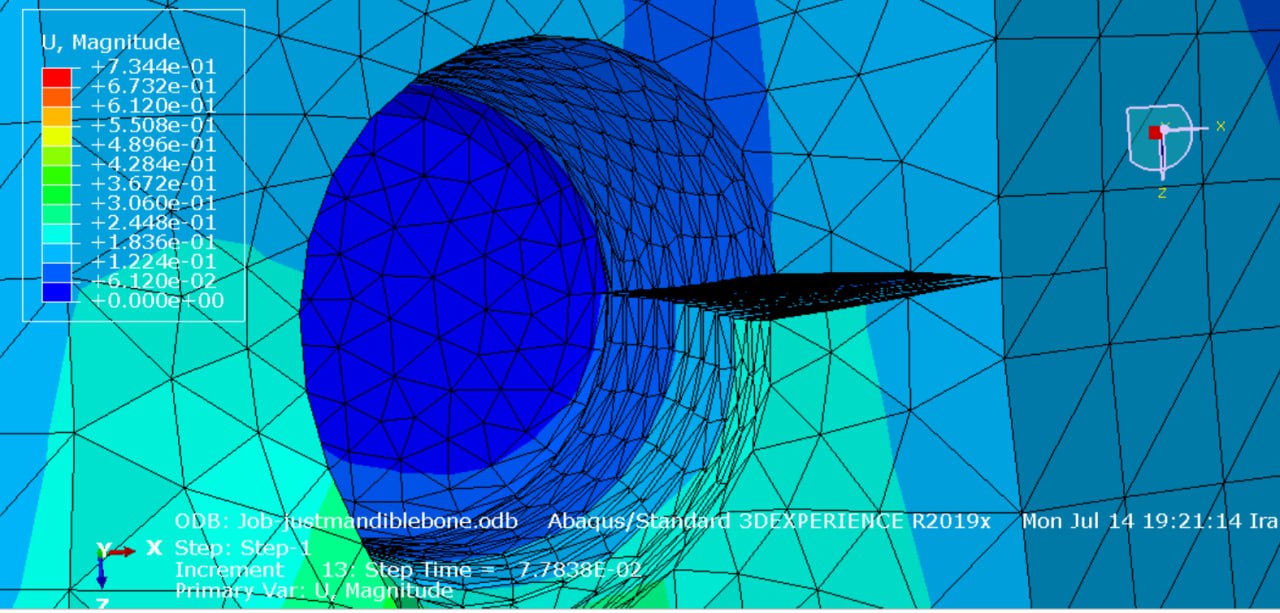 U, Magnitude
+7.344e-01
+6.732e-01
+6.120e-01
+5.508e-01
+4.896e-01
+4.284e-01
+3.672e-01
+3.060e-01
+2.448e-01
+1.836e-01
+1.224e-01
+6.120e-02
+0.000e+00
X
Z
ODB: Job-justmandiblebone.odb Abaqus/Standard 3DEXPERIENCE R2019x Mon Jul 14 19:21:14 Ira
Y X Step: Step-1
Increment 13: Step Time = 7.7838E-02
Z Primary Var: U, Magnitude